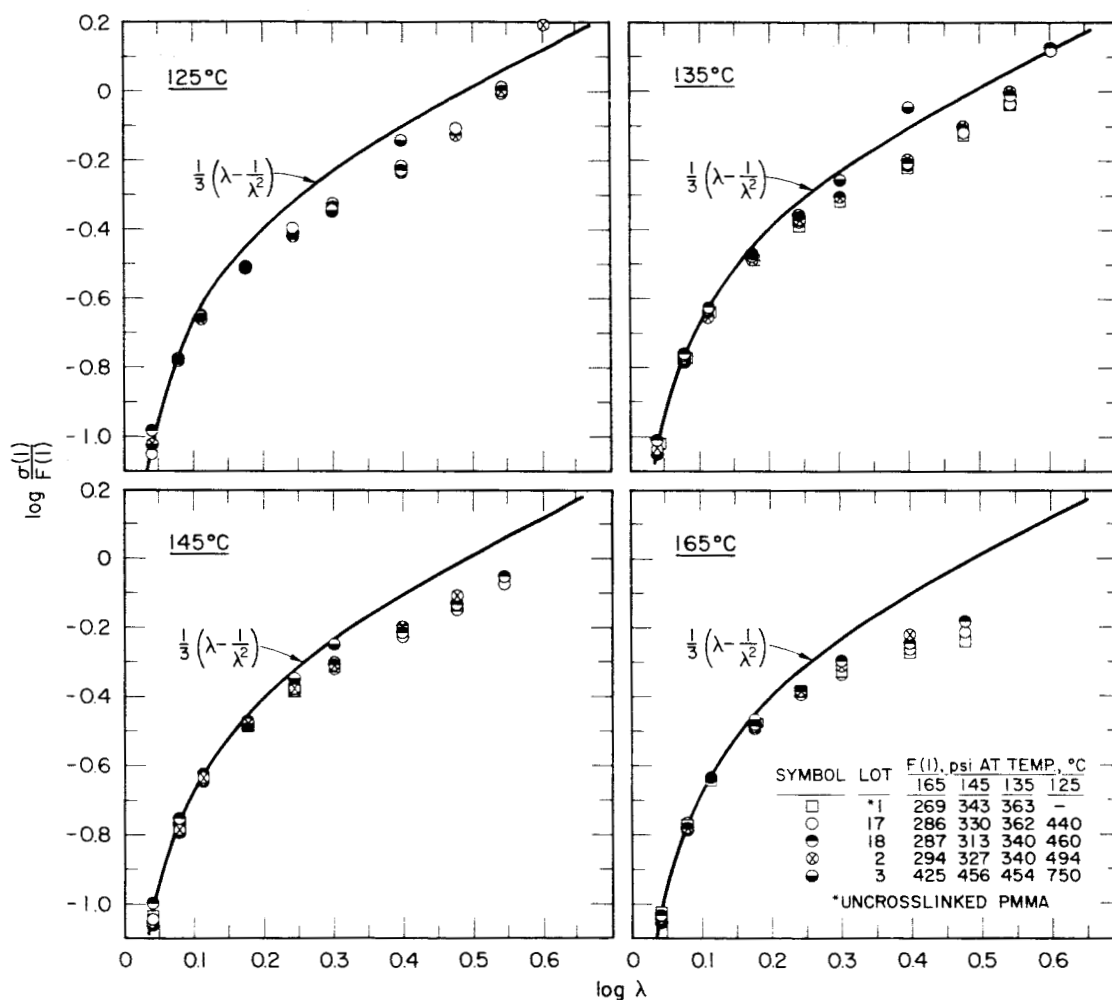 0.2
125°C
135°C
0
-0.2
1/3 (λ - 1/λ²)
1/3 (λ - 1/λ²)
-0.4
-0.6
-0.8
-1.0
log σ(1)/F(1)
0.2
145°C
165°C
0
-0.2
1/3 (λ - 1/λ²)
1/3 (λ - 1/λ²)
-0.4
-0.6
F(1), psi AT TEMP., °C
SYMBOL LOT 165 145 135 125
*1 269 343 363 –
17 286 330 362 440
-0.8
18 287 313 340 460
2 294 327 340 494
3 425 456 454 750
*UNCROSSLINKED PMMA
-1.0
0 0.1 0.2 0.3 0.4 0.5 0.6 0 0.1 0.2 0.3 0.4 0.5 0.6
log λ